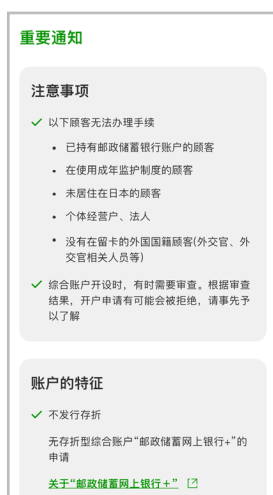 重要通知
注意事项
以下顾客无法办理手续
已持有邮政储蓄银行账户的顾客
在使用成年监护制度的顾客
未居住在日本的顾客
个体经营户、法人
没有在留卡的外国国籍顾客(外交官、外
交官相关人员等)
综合账户开设时，有时需要审查。根据审查
结果，开户申请有可能会被拒绝，请事先予
以了解
账户的特征
不发行存折
无存折型综合账户“邮政储蓄网上银行+”的
申请
关于“邮政储蓄网上银行＋”